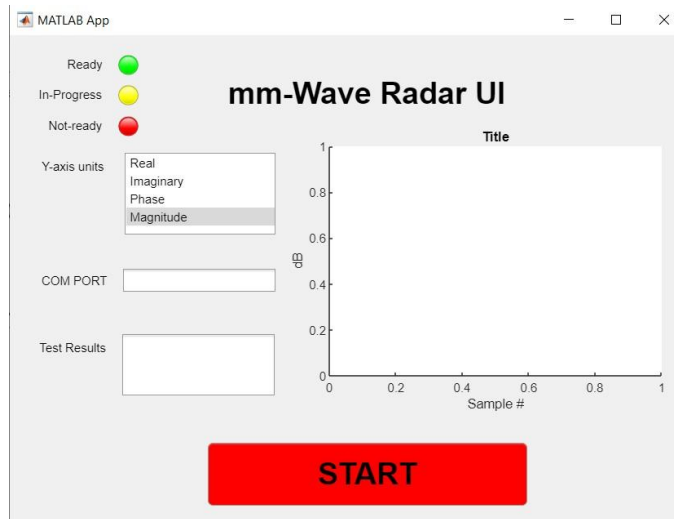 MATLAB App
Ready
In-Progress
Not-ready
mm-Wave Radar UI
Y-axis units
Real
Imaginary
Phase
Magnitude
COM PORT
Test Results
Title
1
0.8
0.6
0.4
0.2
0
dB
0 0.2 0.4 0.6 0.8 1
Sample #
START